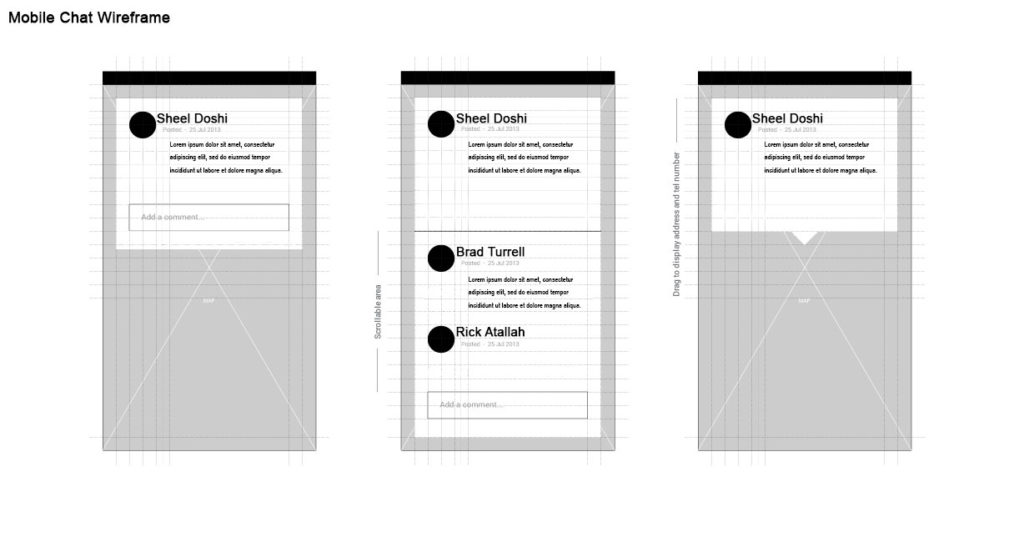 Mobile Chat Wireframe
Sheel Doshi
Posted - 25 Jul 2013
Lorem ipsum dolor sit amet, consectetur
adipiscing elit, sed do eiusmod tempor
incididunt ut labore et dolore magna aliqua.
Add a comment...
MAP
Scrollable area
Sheel Doshi
Posted - 25 Jul 2013
Lorem ipsum dolor sit amet, consectetur
adipiscing elit, sed do eiusmod tempor
incididunt ut labore et dolore magna aliqua.
Brad Turrell
Posted - 25 Jul 2013
Lorem ipsum dolor sit amet, consectetur
adipiscing elit, sed do eiusmod tempor
incididunt ut labore et dolore magna aliqua.
Rick Atallah
Posted - 25 Jul 2013
Add a comment...
Drag to display address and tel number
Sheel Doshi
Posted - 25 Jul 2013
Lorem ipsum dolor sit amet, consectetur
adipiscing elit, sed do eiusmod tempor
incididunt ut labore et dolore magna aliqua.
MAP